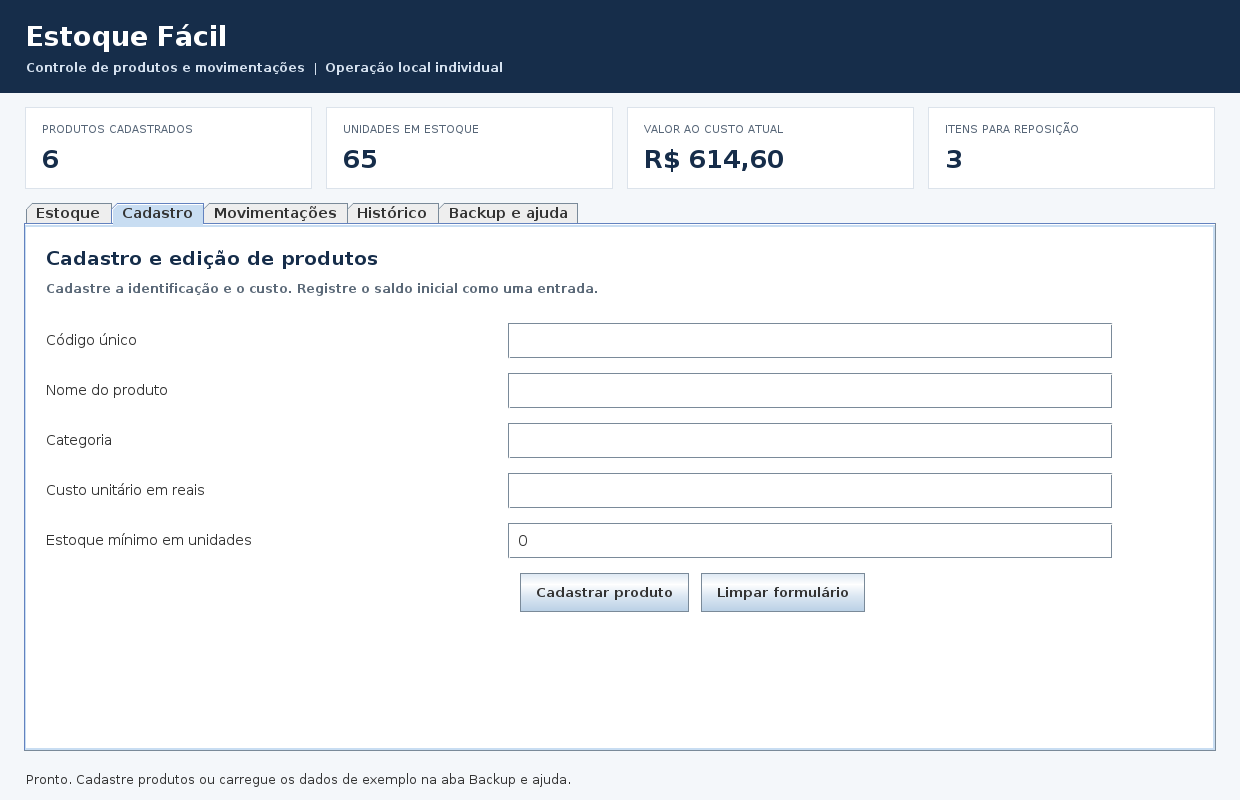 Estoque Fácil
Controle de produtos e movimentações | Operação local individual
PRODUTOS CADASTRADOS
6
UNIDADES EM ESTOQUE
65
VALOR AO CUSTO ATUAL
R$ 614,60
ITENS PARA REPOSIÇÃO
3
Estoque Cadastro Movimentações Histórico Backup e ajuda
Cadastro e edição de produtos
Cadastre a identificação e o custo. Registre o saldo inicial como uma entrada.
Código único
Nome do produto
Categoria
Custo unitário em reais
Estoque mínimo em unidades 0
Cadastrar produto Limpar formulário
Pronto. Cadastre produtos ou carregue os dados de exemplo na aba Backup e ajuda.